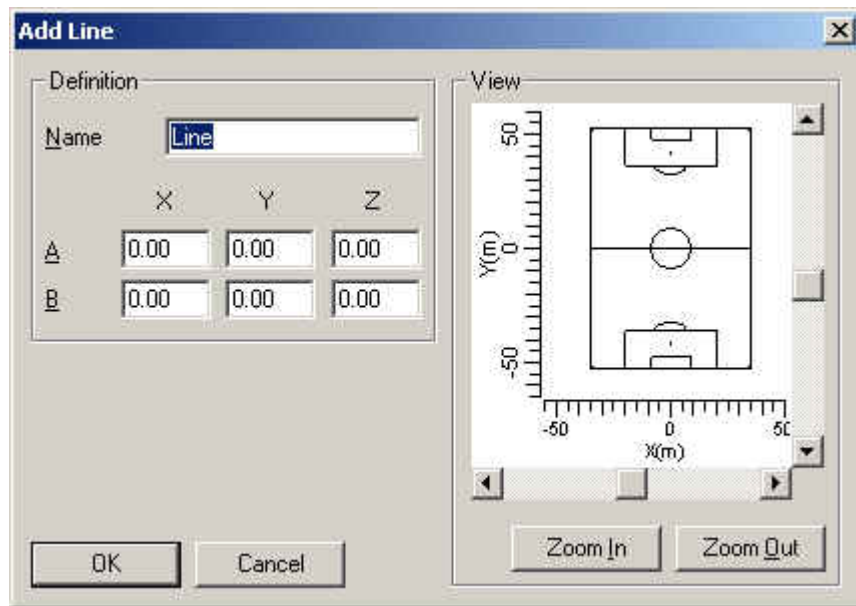 Add Line
Definition
Name Line
X Y Z
A 0.00 0.00 0.00
B 0.00 0.00 0.00
OK Cancel
View
Y(m)
50
0
-50
-50 0 50
X(m)
Zoom In Zoom Out